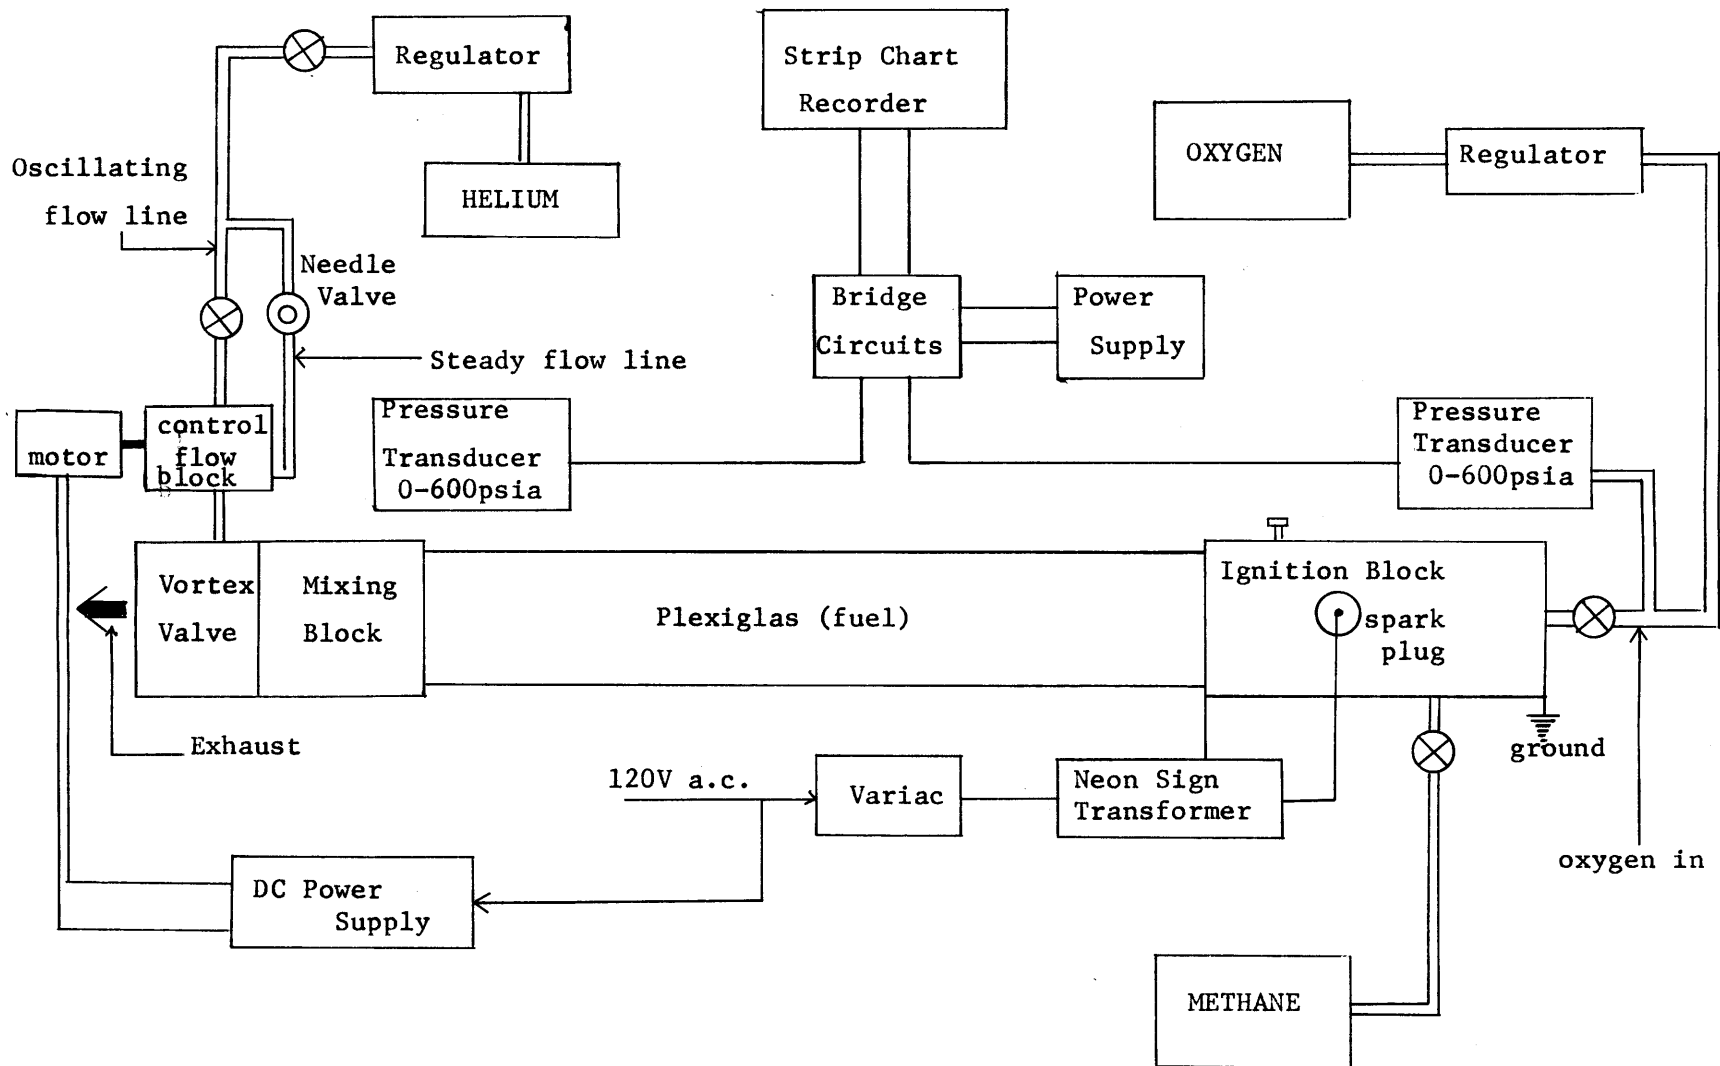 Regulator
HELIUM
Oscillating
flow line
Needle
Valve
Steady flow line
motor
control
flow
block
Strip Chart
Recorder
Bridge
Circuits
Power
Supply
OXYGEN
Regulator
Pressure
Transducer
0-600psia
Pressure
Transducer
0-600psia
Vortex
Valve
Mixing
Block
Plexiglas (fuel)
Ignition Block
spark
plug
Exhaust
ground
oxygen in
120V a.c.
Variac
Neon Sign
Transformer
DC Power
Supply
METHANE